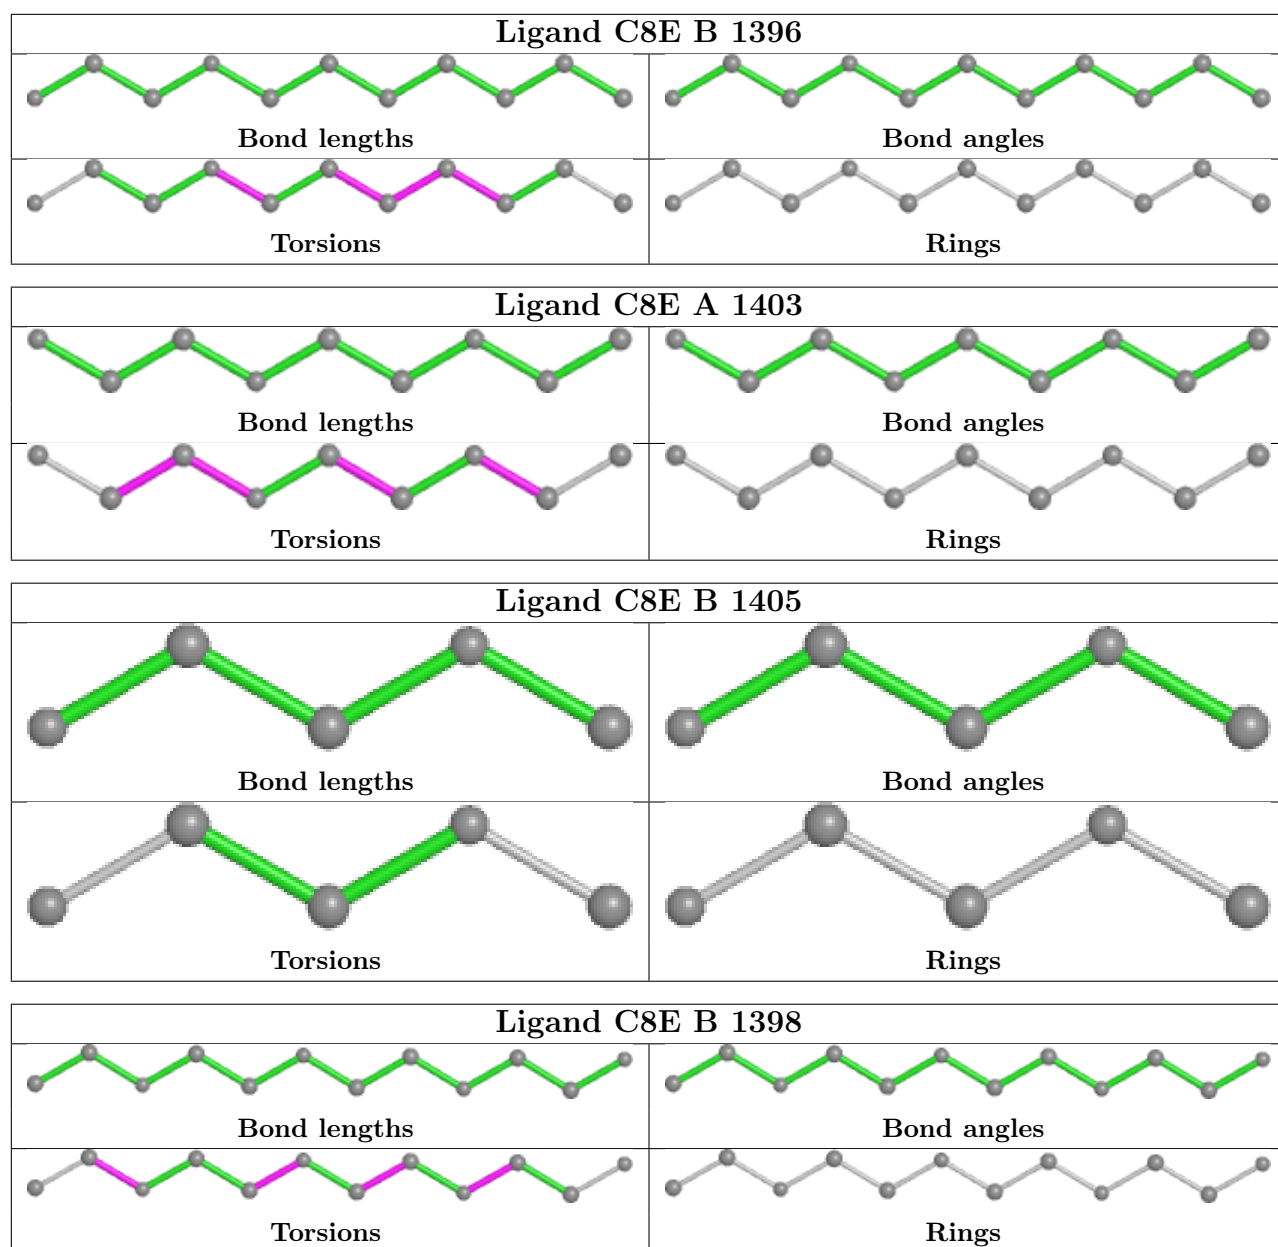 Ligand C8E B 1396
Bond lengths
Bond angles
Torsions
Rings
Ligand C8E A 1403
Bond lengths
Bond angles
Torsions
Rings
Ligand C8E B 1405
Bond lengths
Bond angles
Torsions
Rings
Ligand C8E B 1398
Bond lengths
Bond angles
Torsions
Rings